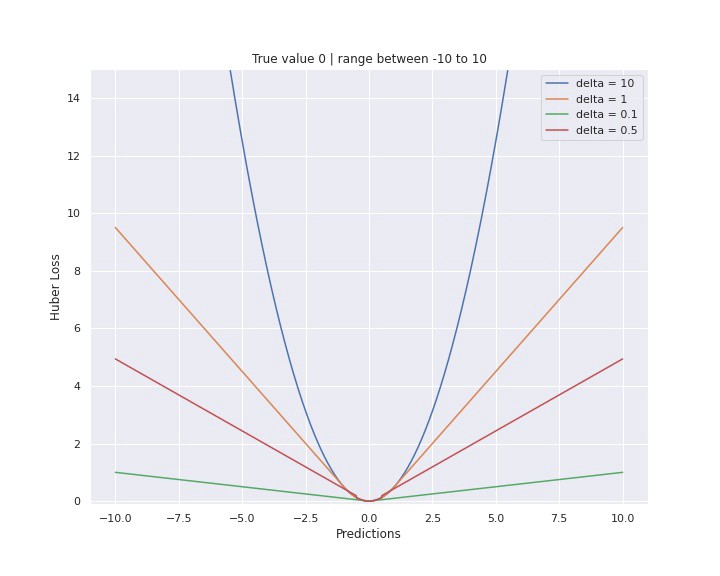 True value 0 | range between -10 to 10
delta = 10
delta = 1
delta = 0.1
delta = 0.5
14
12
10
8
6
4
2
0
Huber Loss
−10.0 −7.5 −5.0 −2.5 0.0 2.5 5.0 7.5 10.0
Predictions